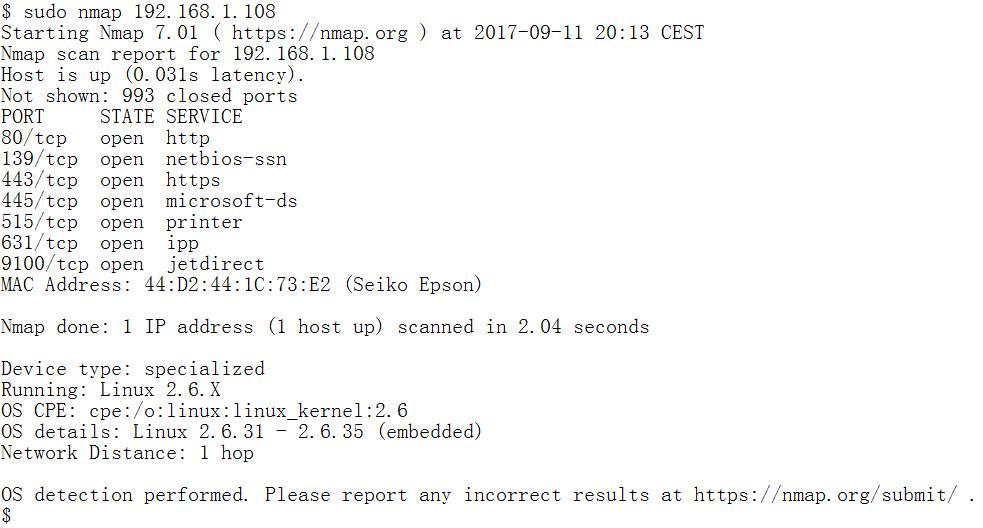 $ sudo nmap 192.168.1.108
Starting Nmap 7.01 ( https://nmap.org ) at 2017-09-11 20:13 CEST
Nmap scan report for 192.168.1.108
Host is up (0.031s latency).
Not shown: 993 closed ports
PORT     STATE SERVICE
80/tcp   open  http
139/tcp  open  netbios-ssn
443/tcp  open  https
445/tcp  open  microsoft-ds
515/tcp  open  printer
631/tcp  open  ipp
9100/tcp open  jetdirect
MAC Address: 44:D2:44:1C:73:E2 (Seiko Epson)

Nmap done: 1 IP address (1 host up) scanned in 2.04 seconds

Device type: specialized
Running: Linux 2.6.X
OS CPE: cpe:/o:linux:linux_kernel:2.6
OS details: Linux 2.6.31 - 2.6.35 (embedded)
Network Distance: 1 hop

OS detection performed. Please report any incorrect results at https://nmap.org/submit/ .
$